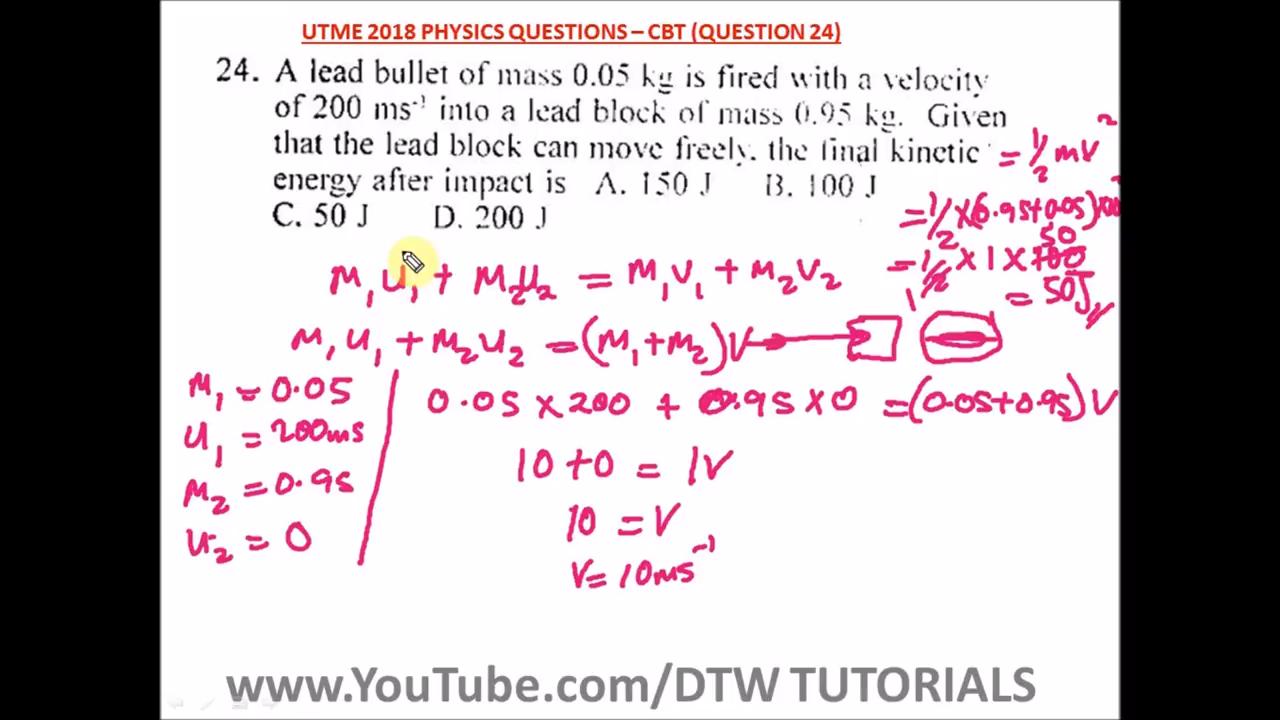 UTME 2018 PHYSICS QUESTIONS – CBT (QUESTION 24)
24. A lead bullet of mass 0.05 kg is fired with a velocity
of 200 ms⁻¹ into a lead block of mass 0.95 kg. Given
that the lead block can move freely, the final kinetic
energy after impact is A. 150 J B. 100 J
C. 50 J D. 200 J
= ½ mV²
= ½ × (0.95+0.05) × 100
= ½ × 1 × 100 50
1
= 50J
M₁U₁ + M₂U₂ = M₁V₁ + M₂V₂
M₁U₁ + M₂U₂ = (M₁+M₂)V
M₁ = 0.05
U₁ = 200ms
M₂ = 0.95
U₂ = 0
0.05 × 200 + 0.95 × 0 = (0.05+0.95) V
10 + 0 = 1V
10 = V
V = 10ms⁻¹
www.YouTube.com/DTW TUTORIALS